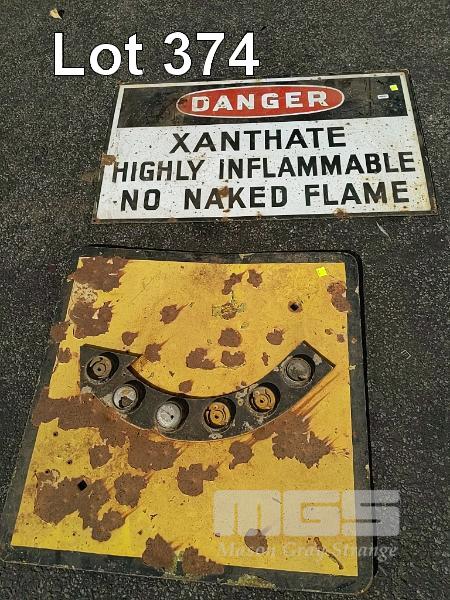 Lot 374
DANGER
XANTHATE
HIGHLY INFLAMMABLE
NO NAKED FLAME
MGS
Mason Gray Strange